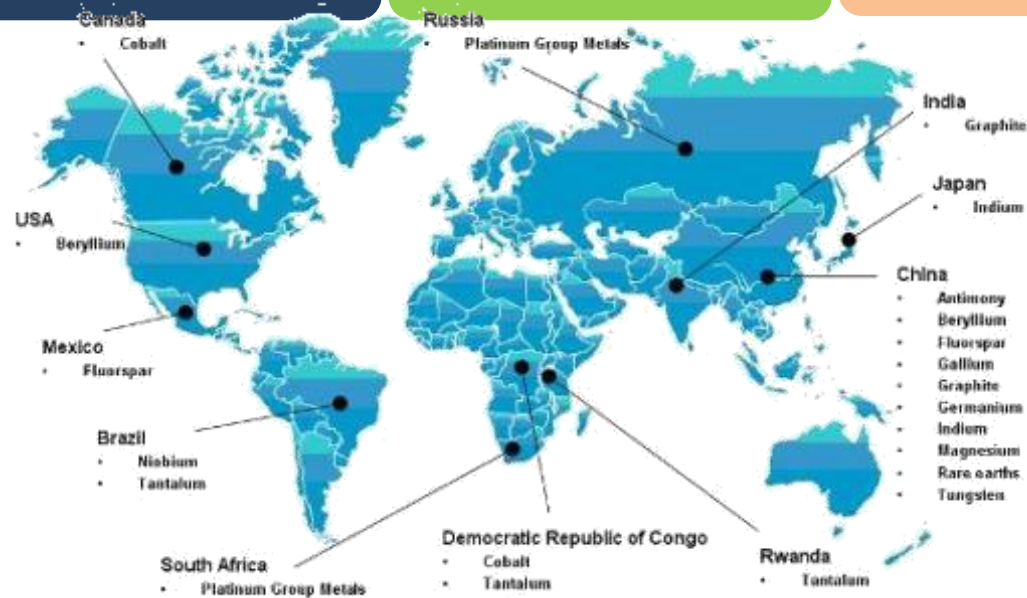 Canada
• Cobalt
Russia
• Platinum Group Metals
India
• Graphite
Japan
• Indium
USA
• Beryllium
China
• Antimony
• Beryllium
• Fluorspar
• Gallium
• Graphite
• Germanium
• Indium
• Magnesium
• Rare earths
• Tungsten
Mexico
• Fluorspar
Brazil
• Niobium
• Tantalum
South Africa
• Platinum Group Metals
Democratic Republic of Congo
• Cobalt
• Tantalum
Rwanda
• Tantalum